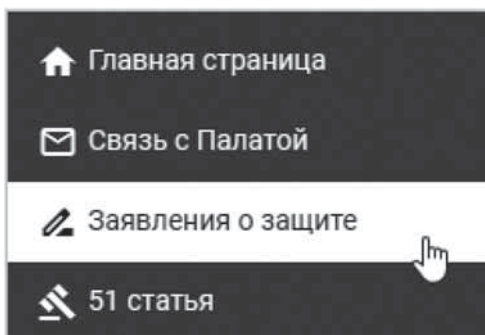 Главная страница
Связь с Палатой
Заявления о защите
51 статья